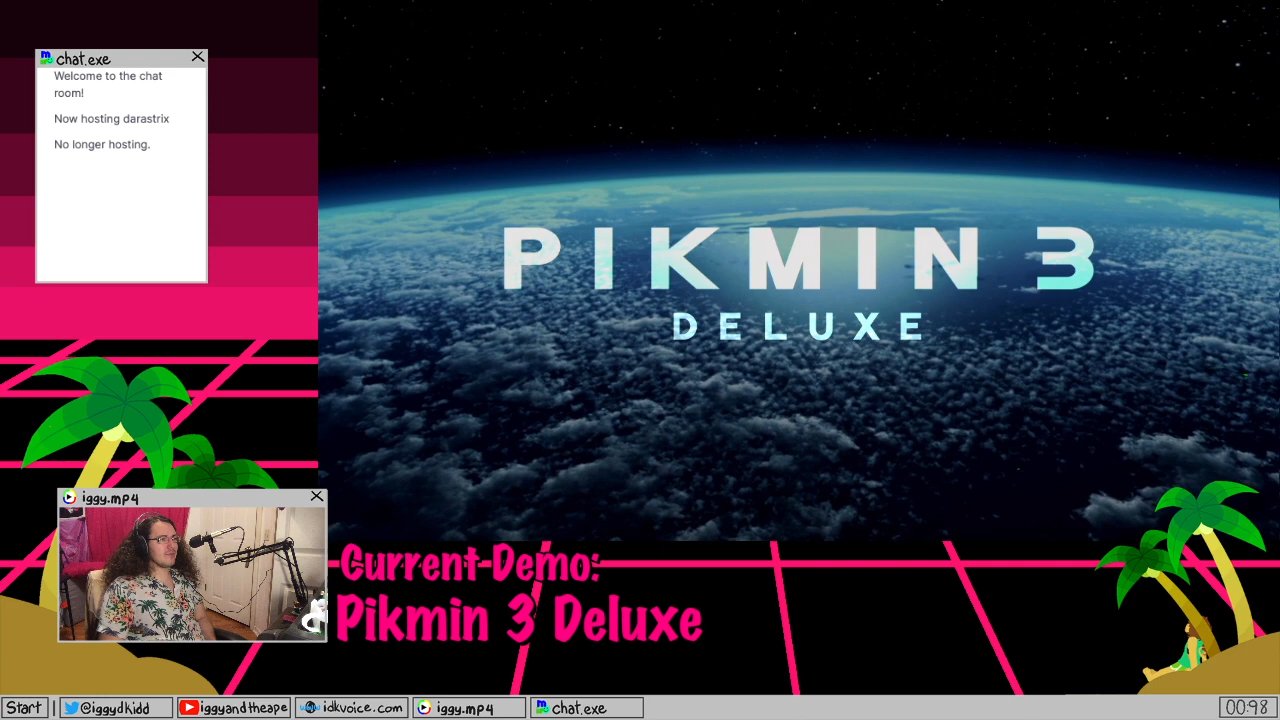 chat.exe
Welcome to the chat
room!
Now hosting darastrix
No longer hosting.
PIKMIN 3
DELUXE
iggy.mp4
Current Demo:
Pikmin 3 Deluxe
Start | @iggydkidd iggyandtheape www idkvoice.com iggy.mp4 chat.exe 00:98